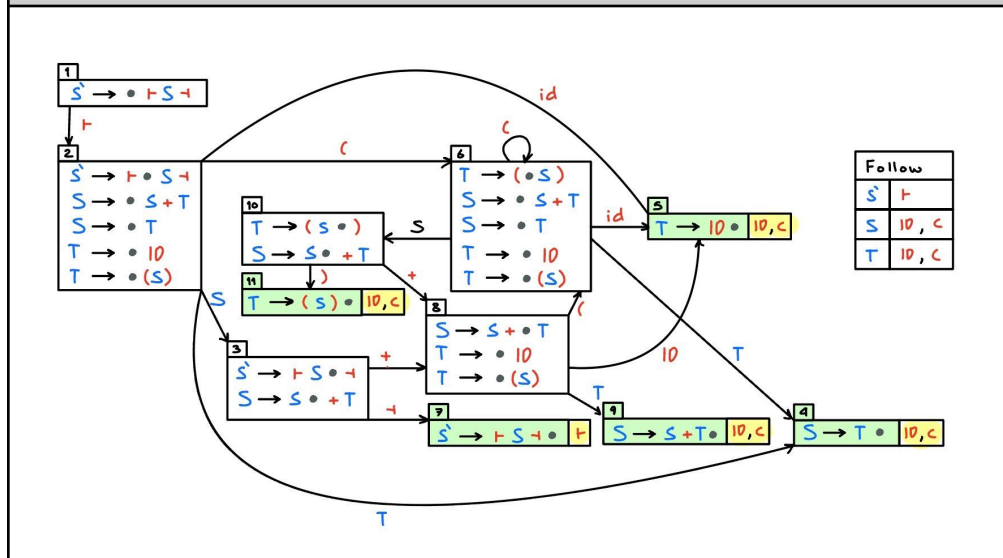 1
S` → • ⊢ S ⊣
⊢
2
S` → ⊢ • S ⊣
S → • S + T
S → • T
T → • ID
T → • (S)
(
id
6
T → ( • S)
S → • S + T
S → • T
T → • ID
T → • (S)
(
S
id
10
T → ( S • )
S → S • + T
)
+
11
T → ( S ) • ID, C
5
T → ID • ID, C
Follow
S` ⊢
S ID, C
T ID, C
S
3
S` → ⊢ S • ⊣
S → S • + T
+
⊣
8
S → S + • T
T → • ID
T → • (S)
(
ID
T
T
7
S` → ⊢ S ⊣ • ⊢
9
S → S + T • ID, C
4
S → T • ID, C
T